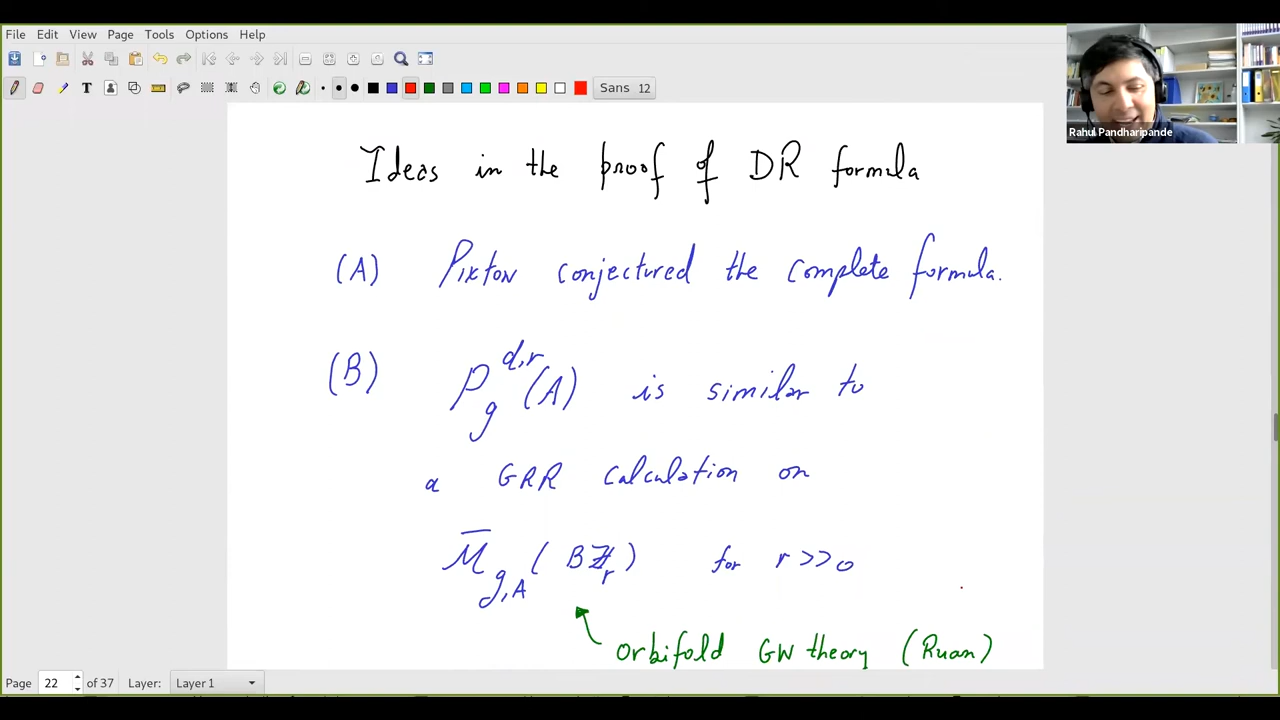 File Edit View Page Tools Options Help
Sans 12
Rahul Pandharipande
Ideas in the proof of DR formula
(A) Pixton conjectured the complete formula.
(B) P_g^{d,r}(A) is similar to
a GRR calculation on
\overline{M}_{g,A}(Bℤ_r) for r >> 0
orbifold GW theory (Ruan)
Page 22 of 37 Layer: Layer 1